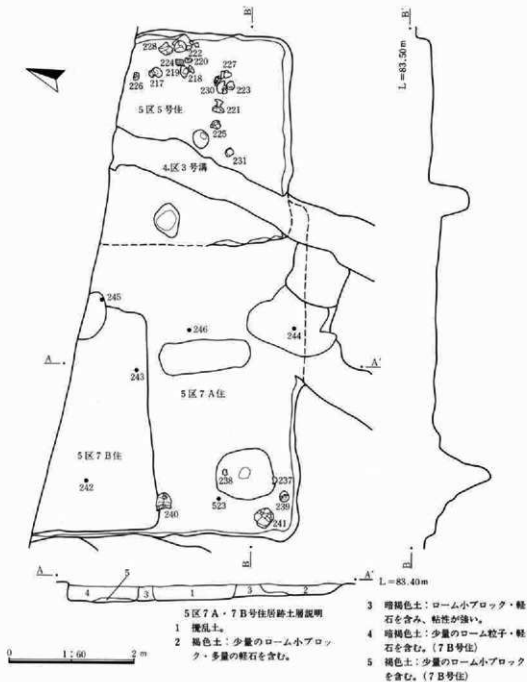 B'
B'
L=83.50m
228
222
220
224
219
218
227
226
217
230
223
221
5区5号住
225
231
4区3号溝
245
246
244
A
A'
243
5区7A住
5区7B住
242
238
237
240
523
239
241
B
B
A
5
A'
L=83.40m
4
3
1
3
2
5区7A・7B号住居跡土層説明
1 攪乱土。
2 褐色土：少量のローム小ブロック・多量の軽石を含む。
3 暗褐色土：ローム小ブロック・軽石を含み、粘性が強い。
4 暗褐色土：少量のローム粒子・軽石を含む。(7B号住)
5 褐色土：少量のローム小ブロックを含む。(7B号住)
0 1：60 2m